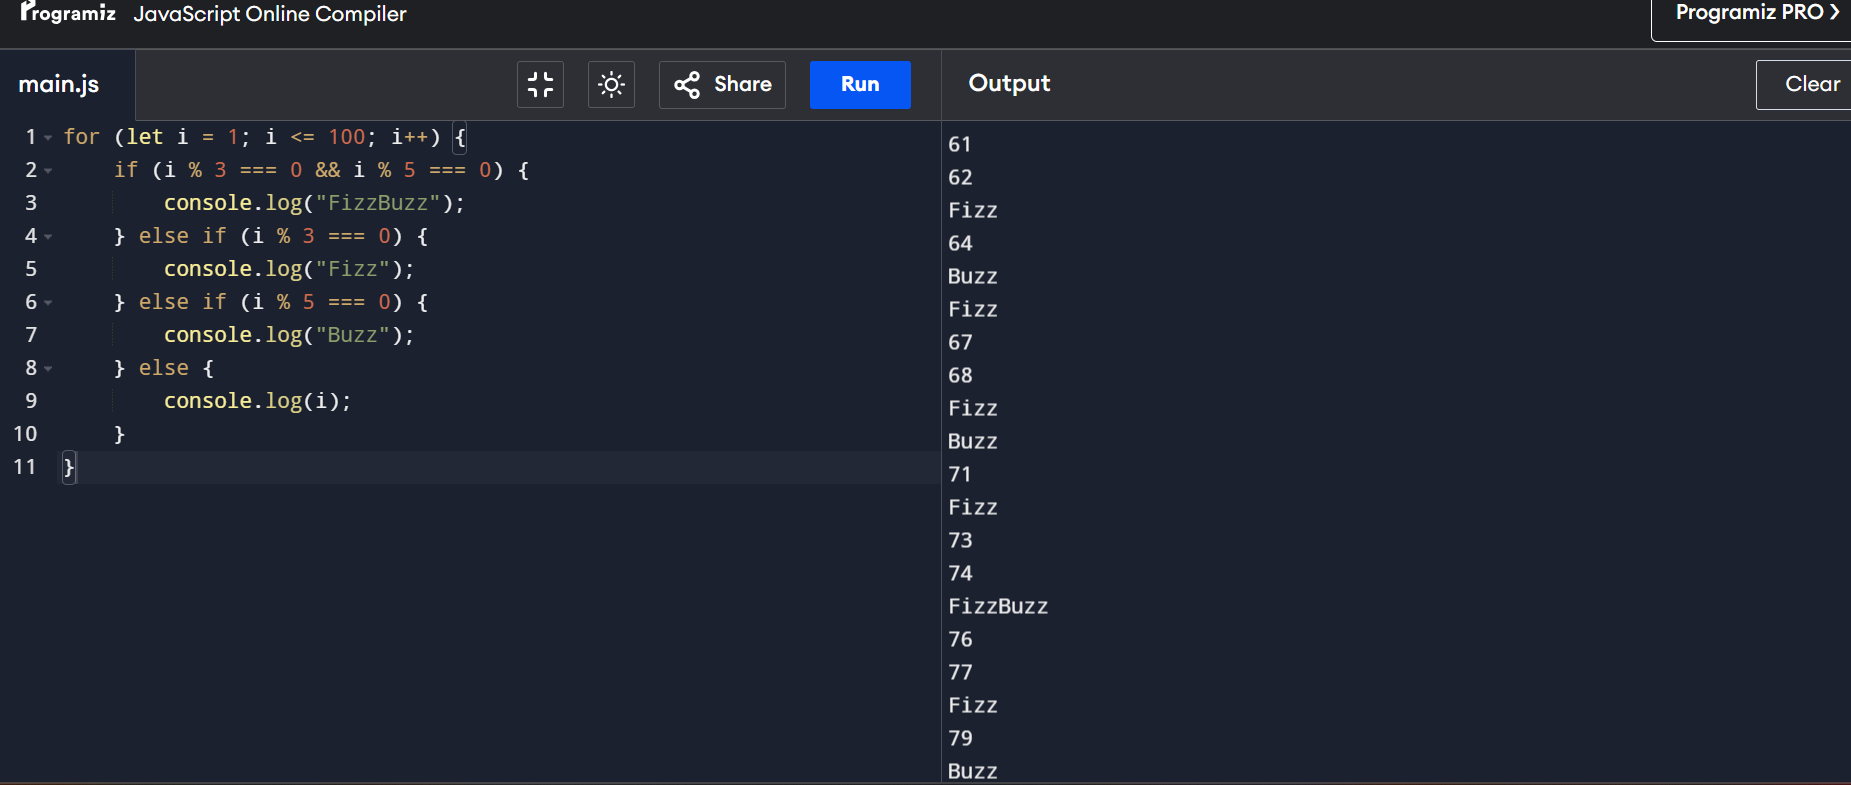 Programiz JavaScript Online Compiler
Programiz PRO ❯
main.js
Share
Run
Output
Clear
1 for (let i = 1; i <= 100; i++) {
2     if (i % 3 === 0 && i % 5 === 0) {
3         console.log("FizzBuzz");
4     } else if (i % 3 === 0) {
5         console.log("Fizz");
6     } else if (i % 5 === 0) {
7         console.log("Buzz");
8     } else {
9         console.log(i);
10     }
11 }
61
62
Fizz
64
Buzz
Fizz
67
68
Fizz
Buzz
71
Fizz
73
74
FizzBuzz
76
77
Fizz
79
Buzz